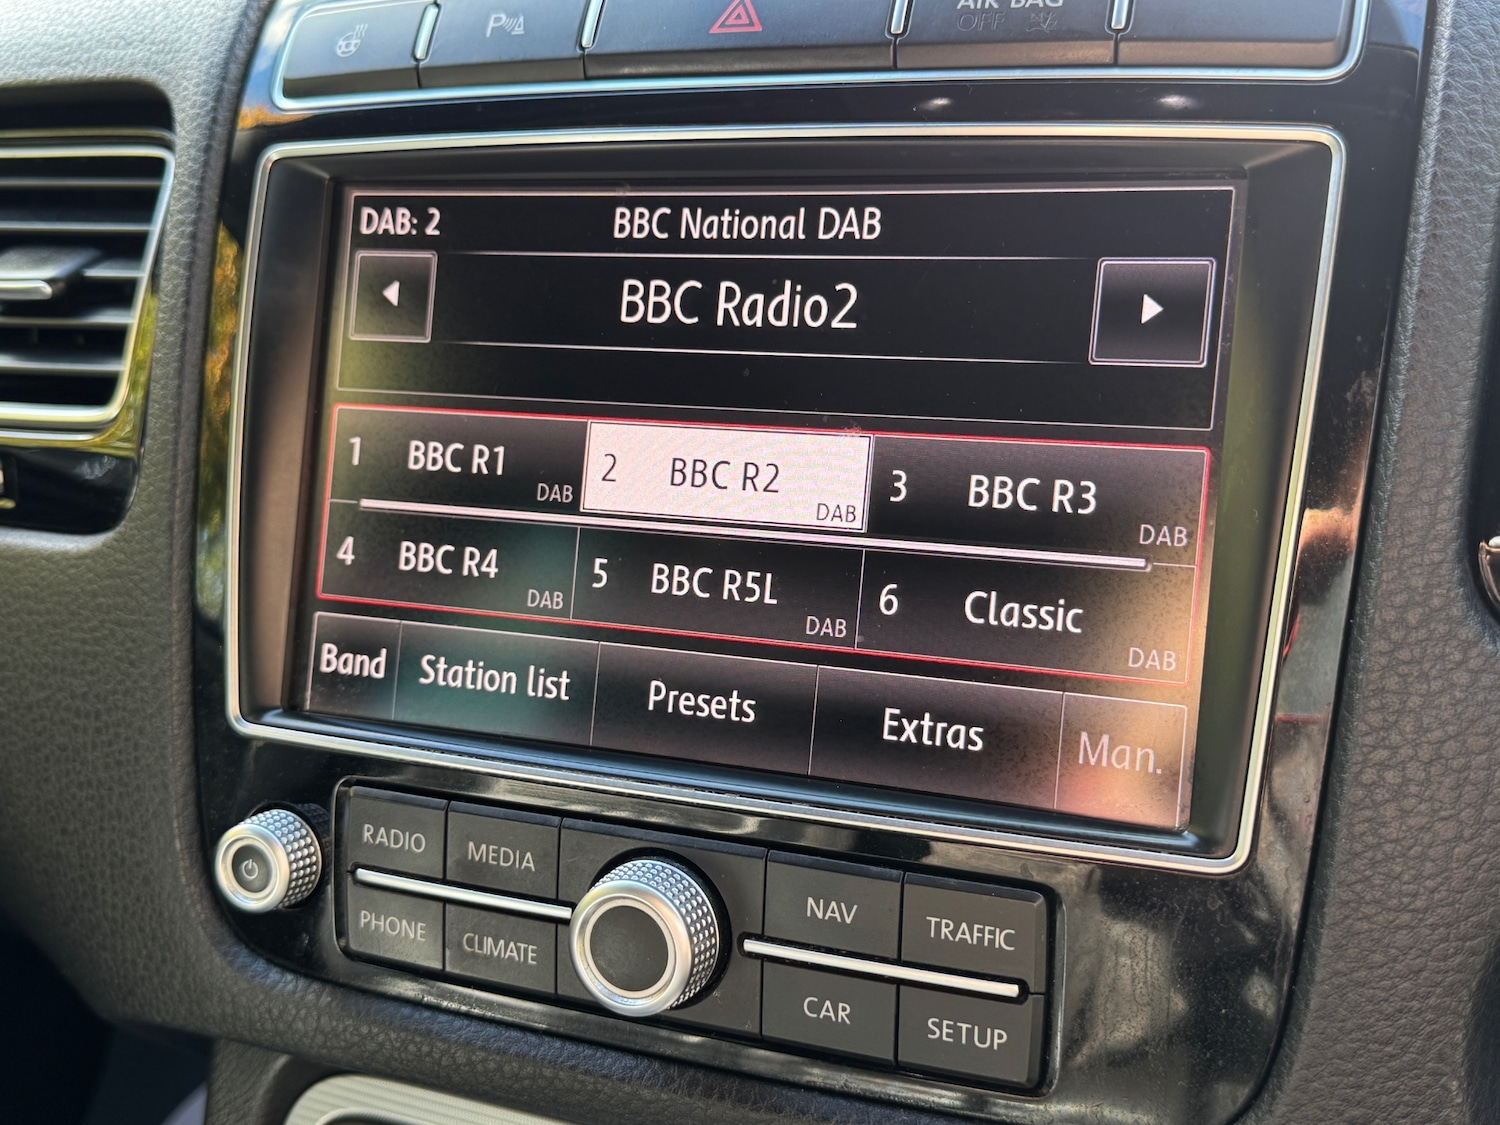 P
AIR BAG
OFF
DAB: 2
BBC National DAB
BBC Radio2
1 BBC R1 DAB
2 BBC R2 DAB
3 BBC R3 DAB
4 BBC R4 DAB
5 BBC R5L DAB
6 Classic DAB
Band
Station list
Presets
Extras
Man.
RADIO
MEDIA
NAV
TRAFFIC
PHONE
CLIMATE
CAR
SETUP